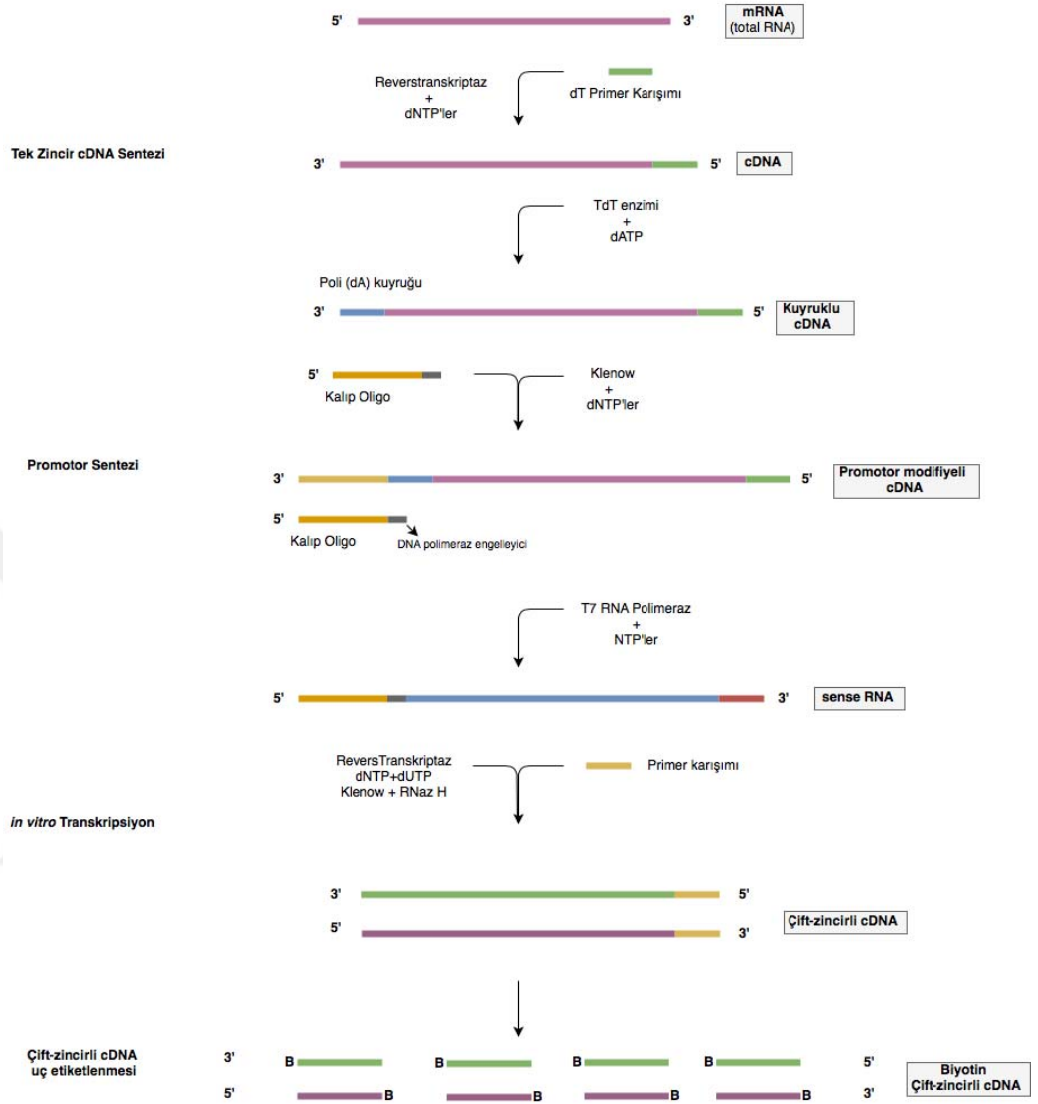 5'
3'
mRNA
(total RNA)
Reverstranskriptaz
+
dNTP'ler
dT Primer Karışımı
Tek Zincir cDNA Sentezi
3'
5'
cDNA
TdT enzimi
+
dATP
Poli (dA) kuyruğu
3'
5'
Kuyruklu
cDNA
5'
Kalıp Oligo
Klenow
+
dNTP'ler
Promotor Sentezi
3'
5'
Promotor modifiyeli
cDNA
5'
Kalıp Oligo
DNA polimeraz engelleyici
T7 RNA Polimeraz
+
NTP'ler
5'
3'
sense RNA
ReversTranskriptaz
dNTP+dUTP
Klenow + RNaz H
Primer karışımı
in vitro Transkripsiyon
3'
5'
5'
3'
Çift-zincirli cDNA
Çift-zincirli cDNA
uç etiketlenmesi
3'
B
B
B
B
5'
5'
B
B
B
B
3'
Biyotin
Çift-zincirli cDNA